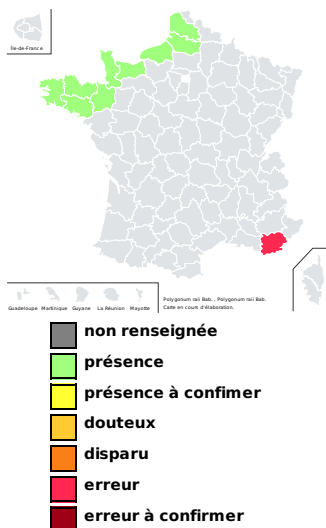 Île-de-France
Guadeloupe Martinique Guyane La Réunion Mayotte
Polygonum raii Bab. , Polygonum raii Bab.
Carte en cours d'élaboration.
non renseignée
présence
présence à confimer
douteux
disparu
erreur
erreur à confirmer